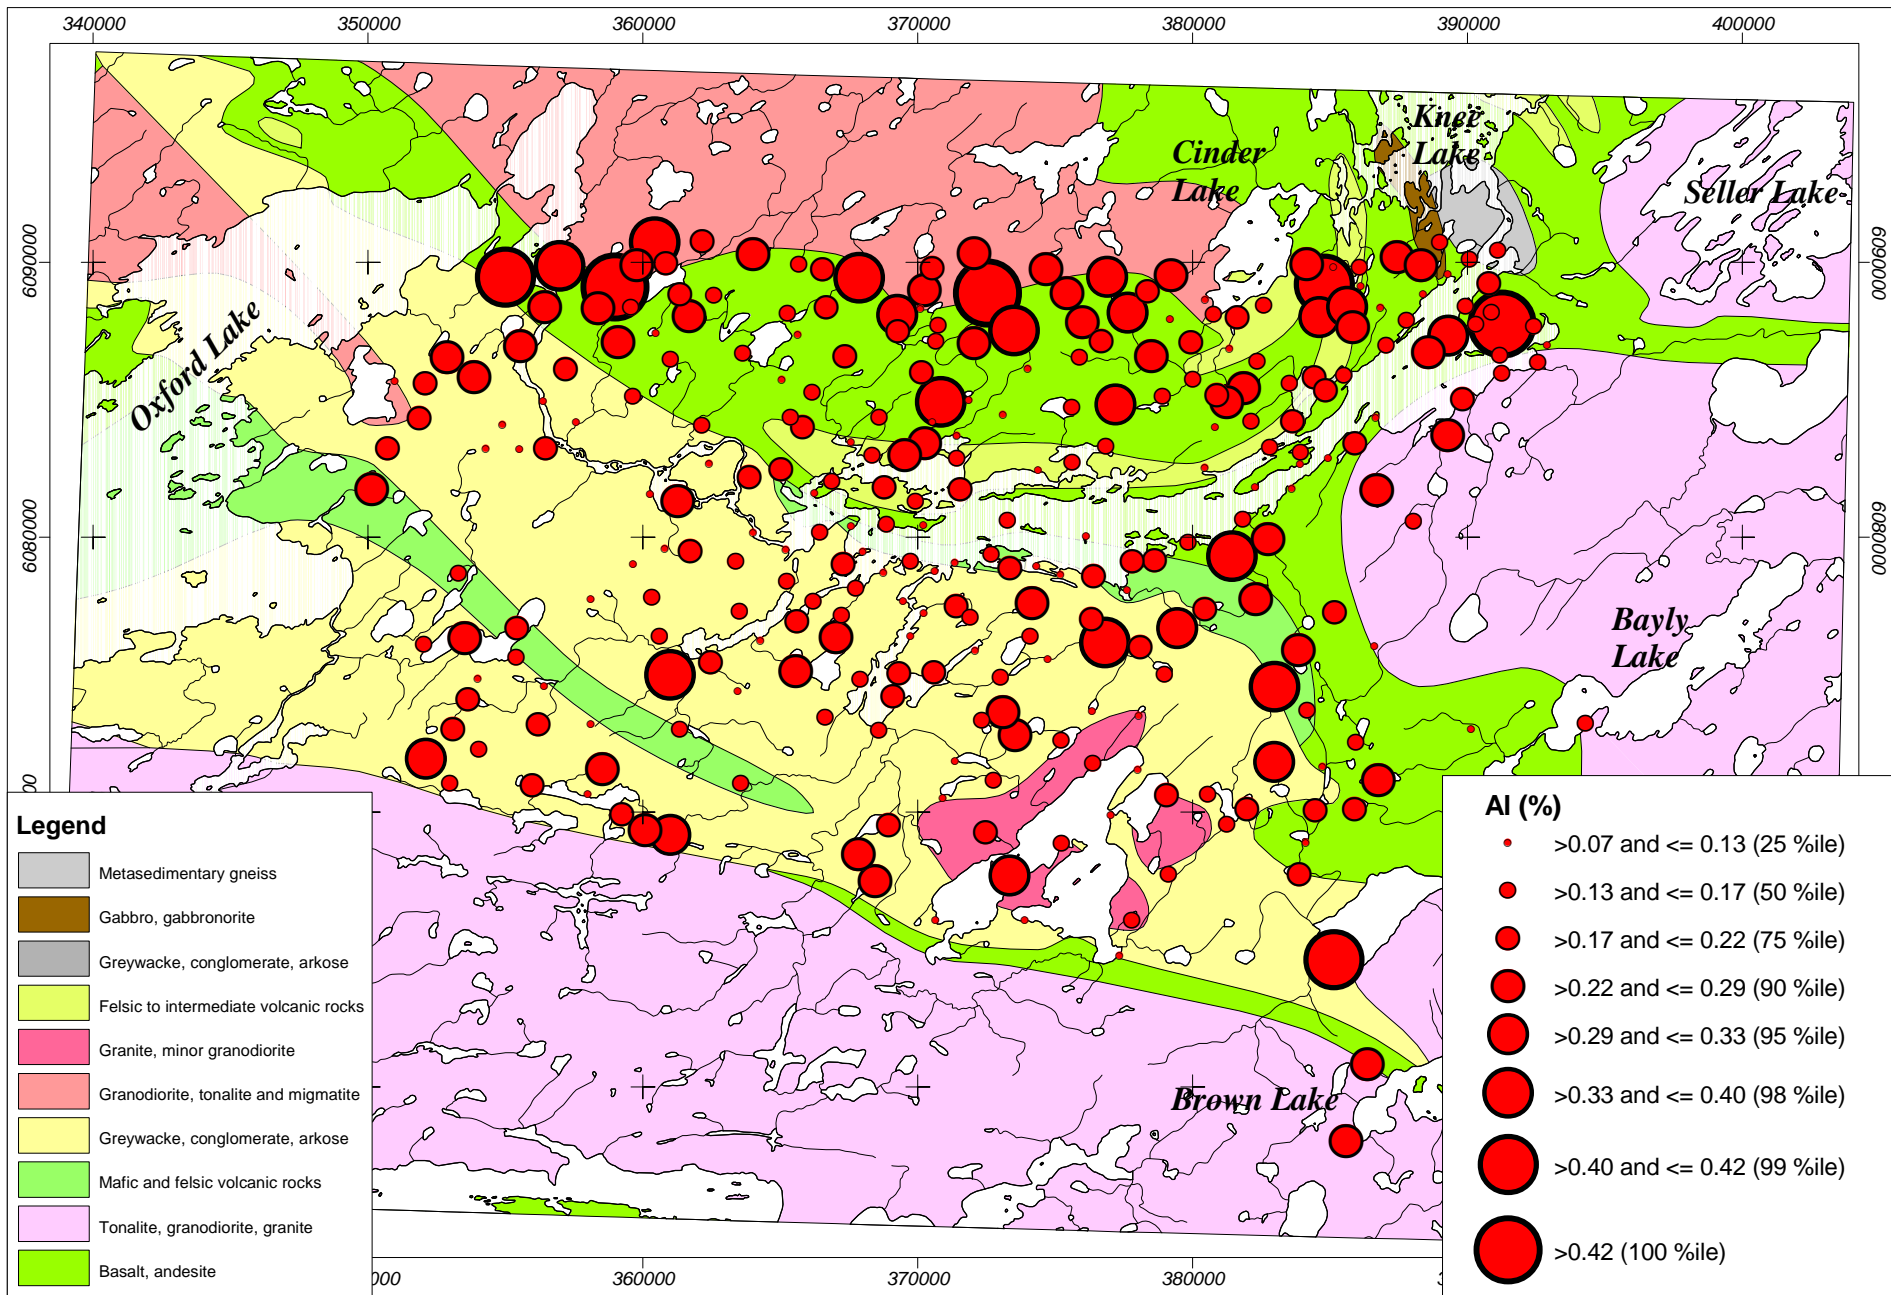 340000 350000 360000 370000 380000 390000 400000
Knee
Lake
Cinder
Lake
Seller Lake
6090000 6090000
Oxford Lake
6080000 6080000
Bayly
Lake
Brown Lake
Legend
Metasedimentary gneiss
Gabbro, gabbronorite
Greywacke, conglomerate, arkose
Felsic to intermediate volcanic rocks
Granite, minor granodiorite
Granodiorite, tonalite and migmatite
Greywacke, conglomerate, arkose
Mafic and felsic volcanic rocks
Tonalite, granodiorite, granite
Basalt, andesite
Al (%)
>0.07 and <= 0.13 (25 %ile)
>0.13 and <= 0.17 (50 %ile)
>0.17 and <= 0.22 (75 %ile)
>0.22 and <= 0.29 (90 %ile)
>0.29 and <= 0.33 (95 %ile)
>0.33 and <= 0.40 (98 %ile)
>0.40 and <= 0.42 (99 %ile)
>0.42 (100 %ile)
360000 370000 380000